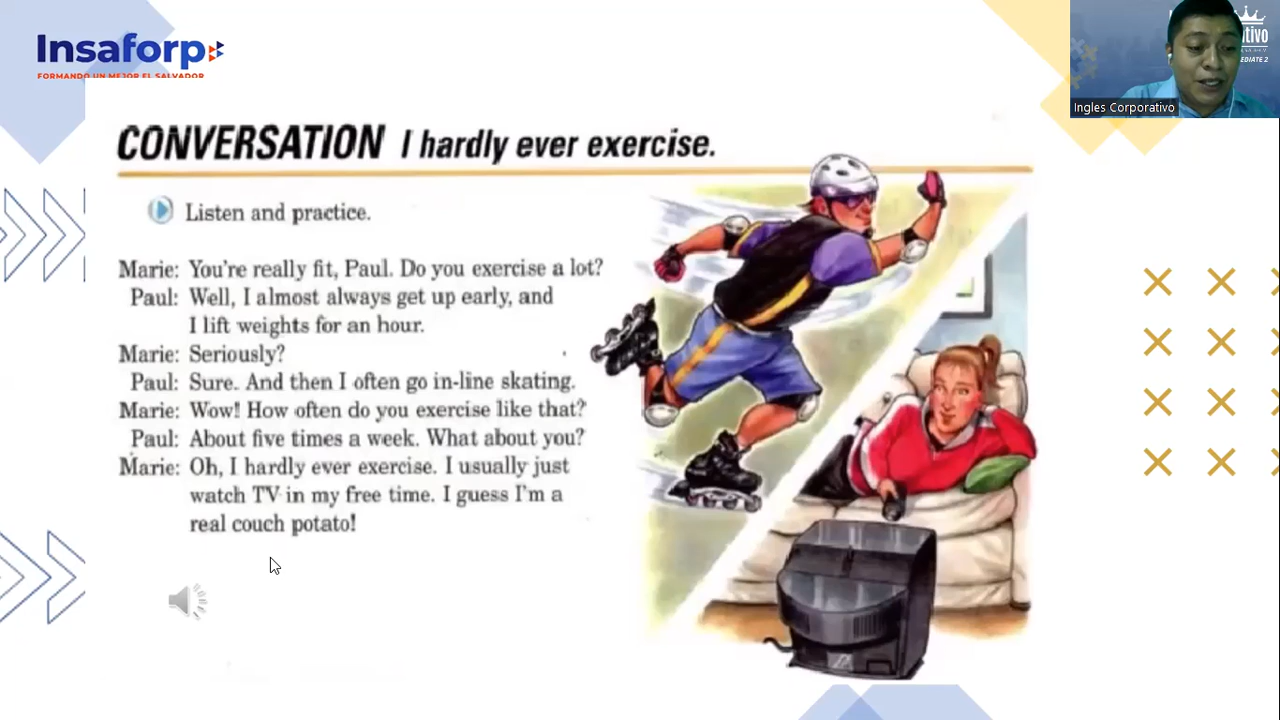 Insaforp
FORMANDO UN MEJOR EL SALVADOR
tivo
EDIATE 2
Ingles Corporativo
CONVERSATION I hardly ever exercise.
Listen and practice.
Marie: You're really fit, Paul. Do you exercise a lot?
Paul: Well, I almost always get up early, and
I lift weights for an hour.
Marie: Seriously?
Paul: Sure. And then I often go in-line skating.
Marie: Wow! How often do you exercise like that?
Paul: About five times a week. What about you?
Marie: Oh, I hardly ever exercise. I usually just
watch TV in my free time. I guess I'm a
real couch potato!